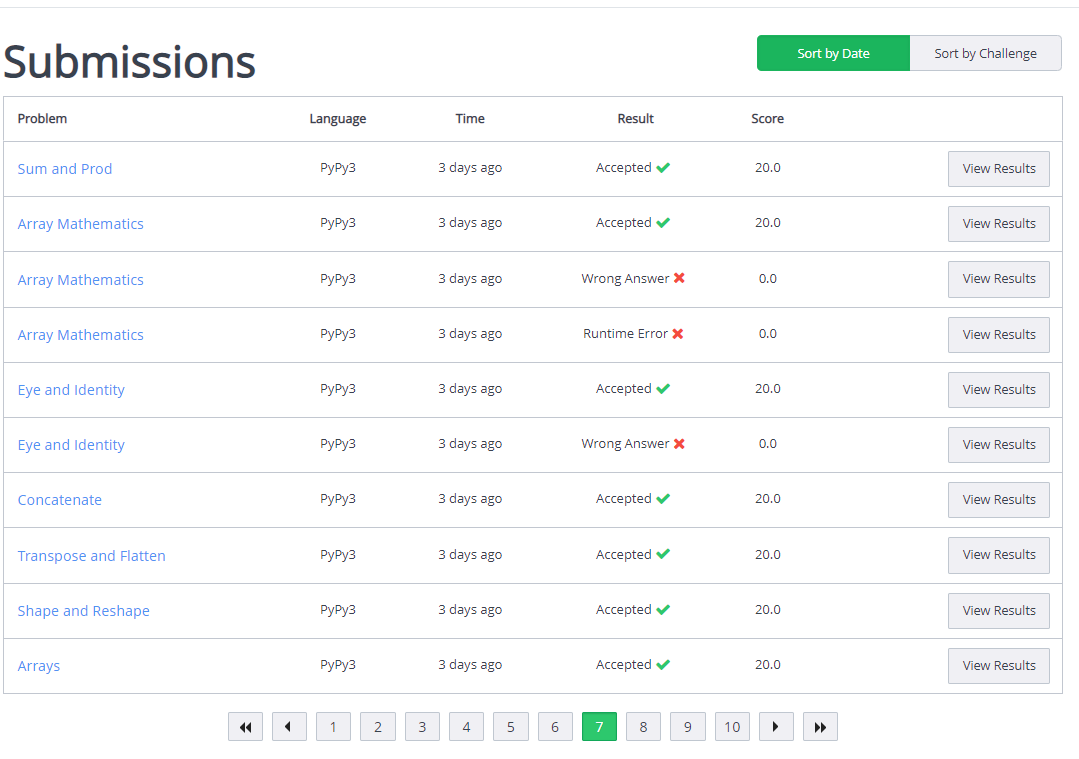 Submissions
Sort by Date Sort by Challenge
Problem Language Time Result Score
Sum and Prod PyPy3 3 days ago Accepted 20.0 View Results
Array Mathematics PyPy3 3 days ago Accepted 20.0 View Results
Array Mathematics PyPy3 3 days ago Wrong Answer 0.0 View Results
Array Mathematics PyPy3 3 days ago Runtime Error 0.0 View Results
Eye and Identity PyPy3 3 days ago Accepted 20.0 View Results
Eye and Identity PyPy3 3 days ago Wrong Answer 0.0 View Results
Concatenate PyPy3 3 days ago Accepted 20.0 View Results
Transpose and Flatten PyPy3 3 days ago Accepted 20.0 View Results
Shape and Reshape PyPy3 3 days ago Accepted 20.0 View Results
Arrays PyPy3 3 days ago Accepted 20.0 View Results
1 2 3 4 5 6 7 8 9 10